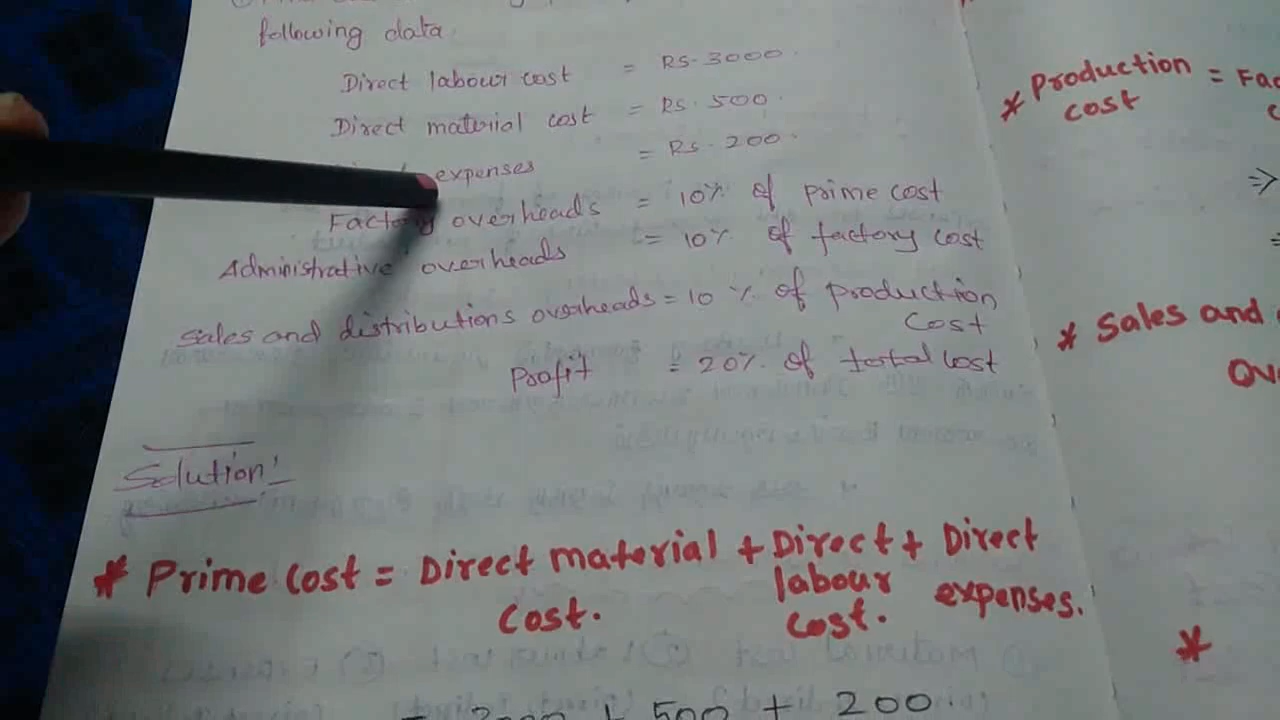 following data.
Direct labour cost = RS. 3000.
Direct material cost = RS. 500.
expenses = RS. 200.
Factory overheads = 10% of prime cost
Administrative overheads = 10% of factory cost
Sales and distributions overheads = 10 % of production
cost
Profit = 20% of total cost
Solution:
* Prime cost = Direct material + Direct + Direct
cost. labour expenses.
cost.
= 3000 + 500 + 200.
* Production =
cost
⇒
* Sales and
*